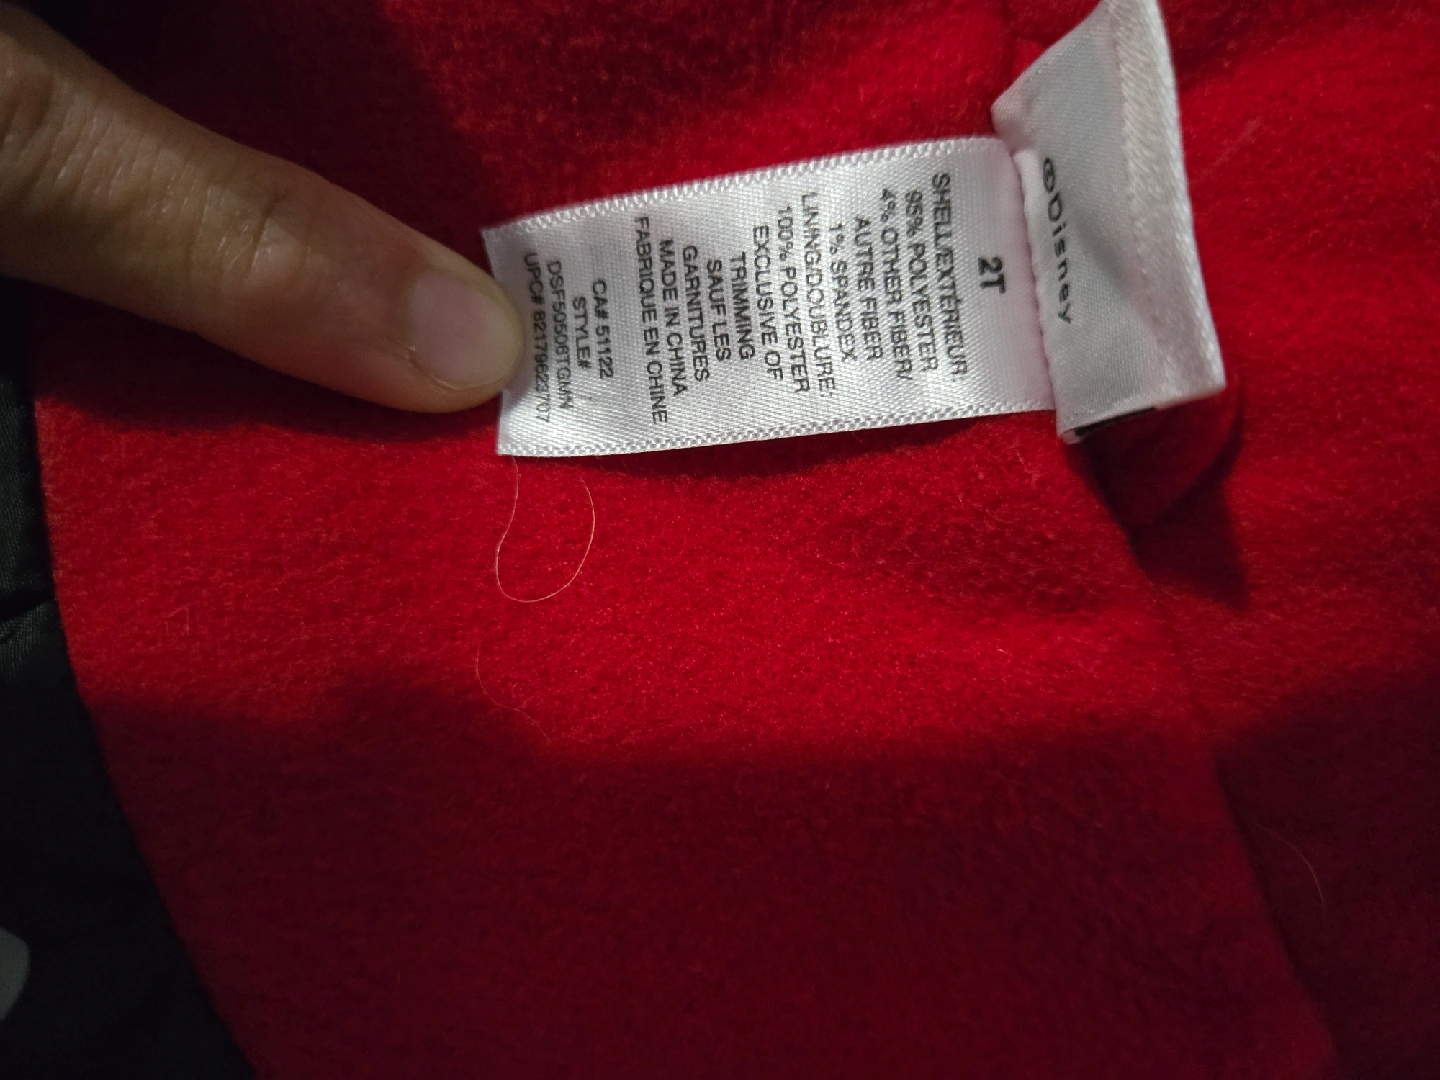 ©Disney
2T
SHELL/EXTÉRIEUR:
95% POLYESTER
4% OTHER FIBER/
AUTRE FIBER
1% SPANDEX
LINING/DOUBLURE:
100% POLYESTER
EXCLUSIVE OF
TRIMMING
SAUF LES
GARNITURES
MADE IN CHINA
FABRIQUE EN CHINE
CA# 51122
STYLE#
DSF50506TGMN
UPC# 821796223707